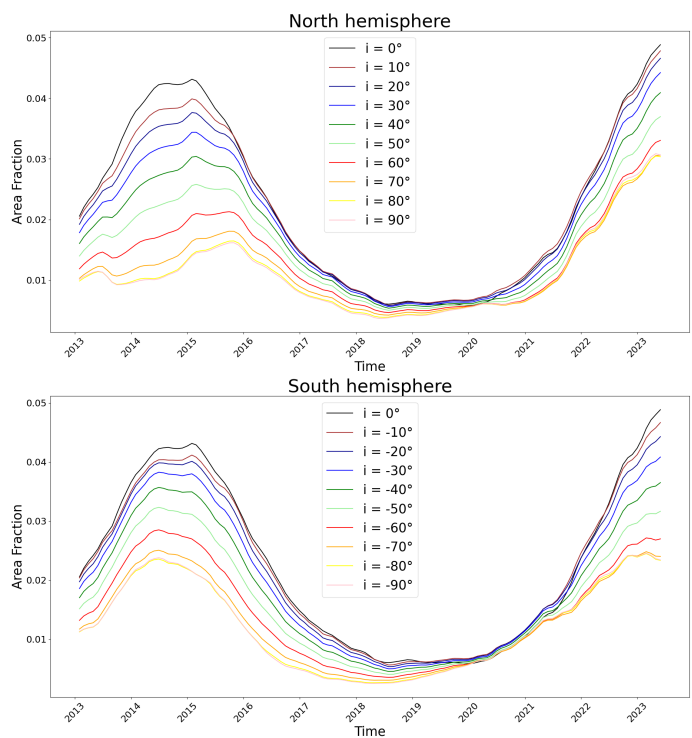 North hemisphere
0.05
0.04
0.03
0.02
0.01
Area Fraction
i = 0°
i = 10°
i = 20°
i = 30°
i = 40°
i = 50°
i = 60°
i = 70°
i = 80°
i = 90°
2013 2014 2015 2016 2017 2018 2019 2020 2021 2022 2023
Time
South hemisphere
0.05
0.04
0.03
0.02
0.01
Area Fraction
i = 0°
i = -10°
i = -20°
i = -30°
i = -40°
i = -50°
i = -60°
i = -70°
i = -80°
i = -90°
2013 2014 2015 2016 2017 2018 2019 2020 2021 2022 2023
Time